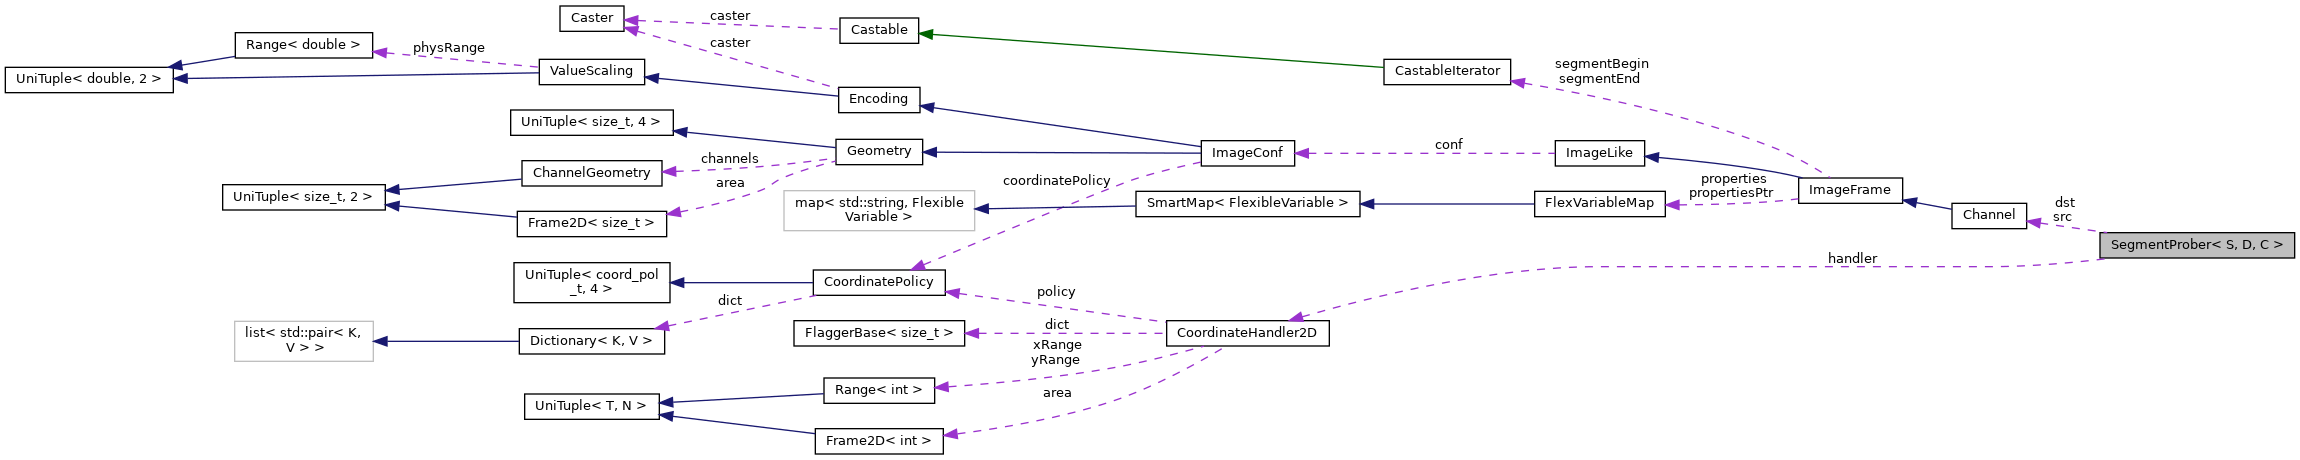 Caster
caster
Castable
Range< double >
physRange
caster
UniTuple< double, 2 >
ValueScaling
CastableIterator
segmentBegin
segmentEnd
Encoding
UniTuple< size_t, 4 >
Geometry
ImageConf
conf
ImageLike
channels
ChannelGeometry
area
coordinatePolicy
properties
propertiesPtr
ImageFrame
UniTuple< size_t, 2 >
map< std::string, Flexible
Variable >
SmartMap< FlexibleVariable >
FlexVariableMap
Channel
dst
src
Frame2D< size_t >
SegmentProber< S, D, C >
handler
UniTuple< coord_pol
_t, 4 >
CoordinatePolicy
policy
dict
list< std::pair< K,
V > >
Dictionary< K, V >
FlaggerBase< size_t >
dict
CoordinateHandler2D
xRange
yRange
Range< int >
area
UniTuple< T, N >
Frame2D< int >